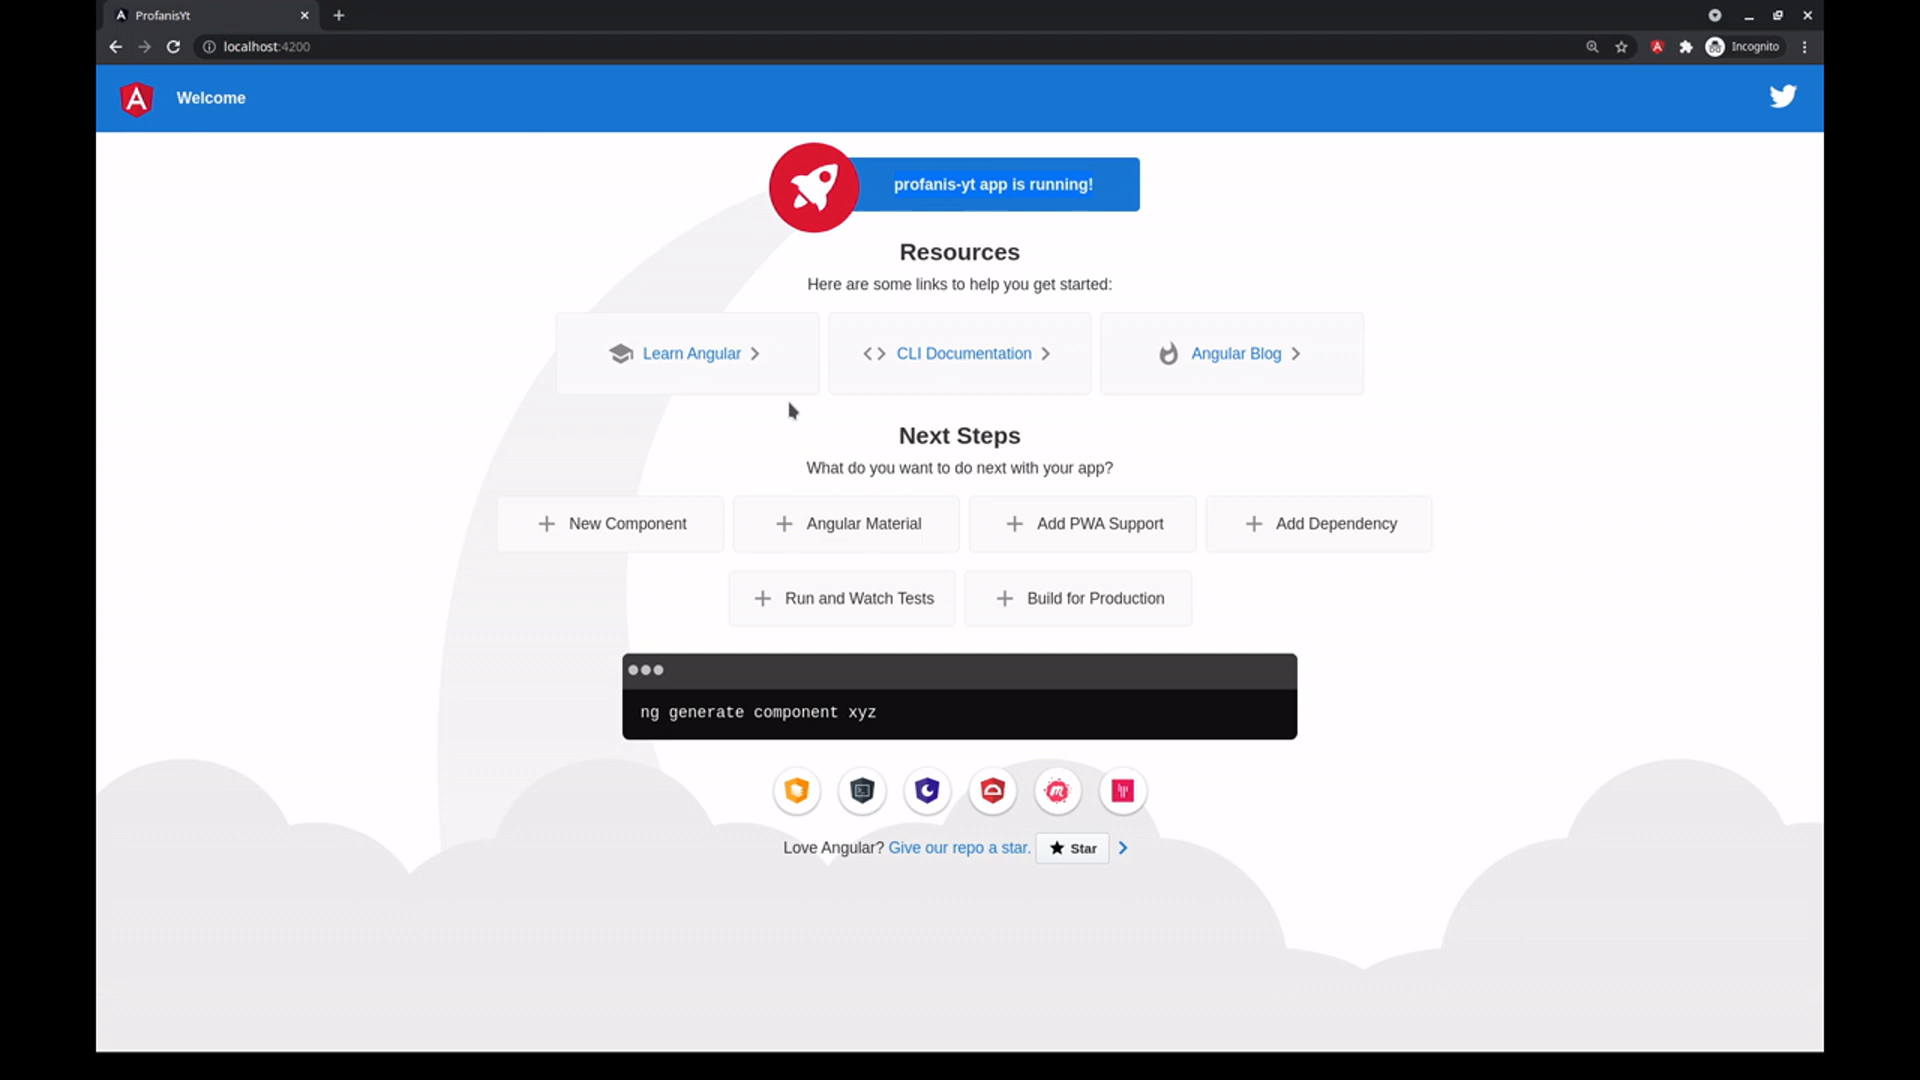 ProfanisYt
localhost:4200
Incognito
Welcome
profanis-yt app is running!
Resources
Here are some links to help you get started:
Learn Angular
CLI Documentation
Angular Blog
Next Steps
What do you want to do next with your app?
New Component
Angular Material
Add PWA Support
Add Dependency
Run and Watch Tests
Build for Production
ng generate component xyz
Love Angular? Give our repo a star. Star